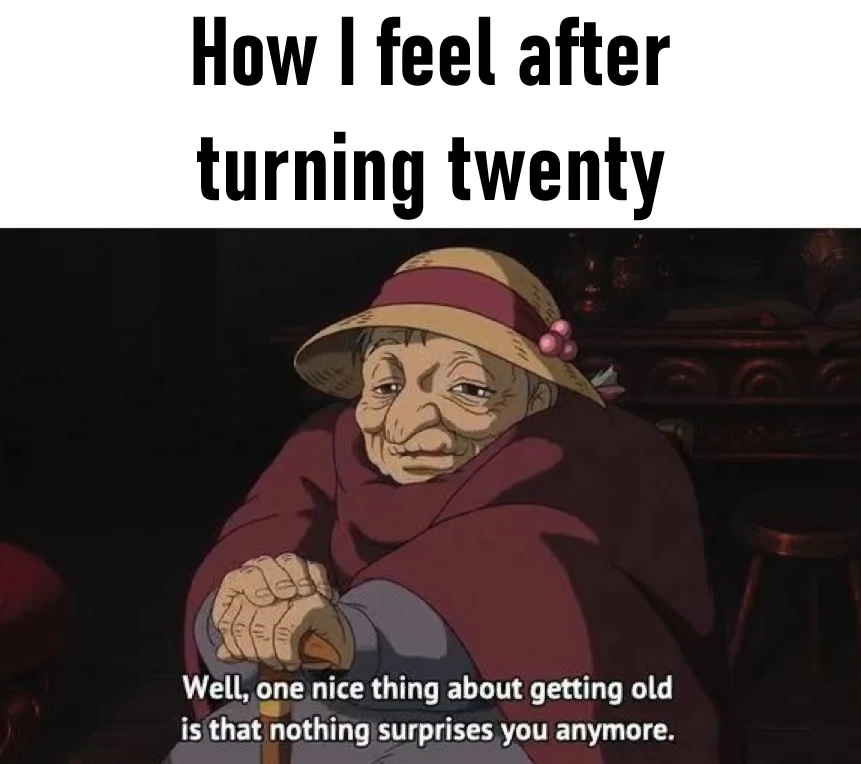 How I feel after
turning twenty
Well, one nice thing about getting old
is that nothing surprises you anymore.